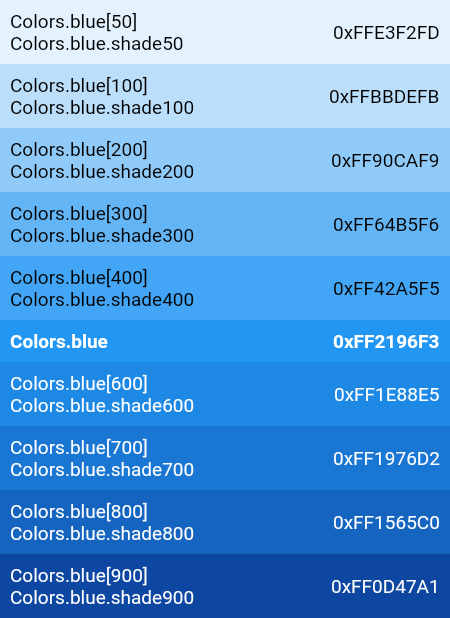 Colors.blue[50]
Colors.blue.shade50
0xFFE3F2FD
Colors.blue[100]
Colors.blue.shade100
0xFFBBDEFB
Colors.blue[200]
Colors.blue.shade200
0xFF90CAF9
Colors.blue[300]
Colors.blue.shade300
0xFF64B5F6
Colors.blue[400]
Colors.blue.shade400
0xFF42A5F5
Colors.blue
0xFF2196F3
Colors.blue[600]
Colors.blue.shade600
0xFF1E88E5
Colors.blue[700]
Colors.blue.shade700
0xFF1976D2
Colors.blue[800]
Colors.blue.shade800
0xFF1565C0
Colors.blue[900]
Colors.blue.shade900
0xFF0D47A1